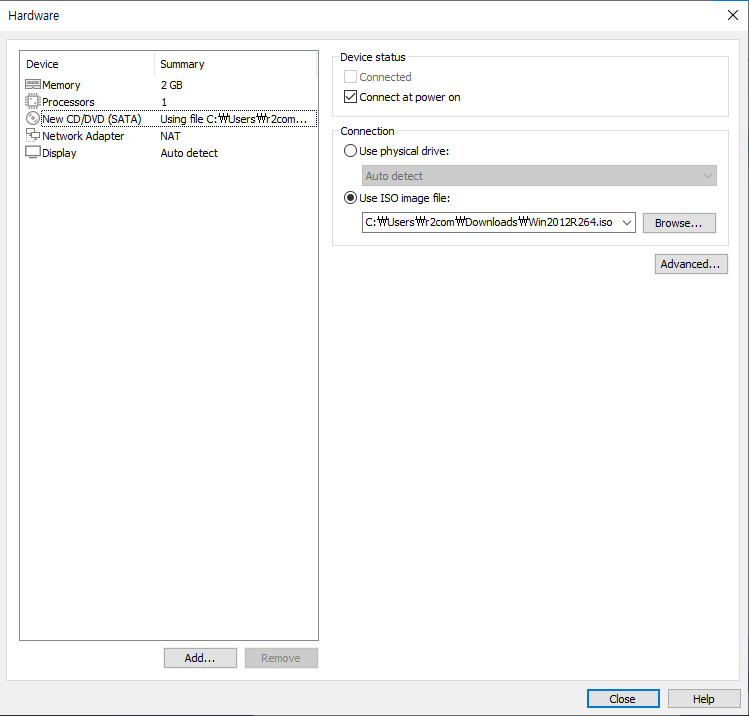 Hardware
Device Summary
Memory 2 GB
Processors 1
New CD/DVD (SATA) Using file C:₩Users₩r2com...
Network Adapter NAT
Display Auto detect
Add... Remove
Device status
Connected
Connect at power on
Connection
Use physical drive:
Auto detect
Use ISO image file:
C:₩Users₩r2com₩Downloads₩Win2012R264.iso Browse...
Advanced...
Close Help